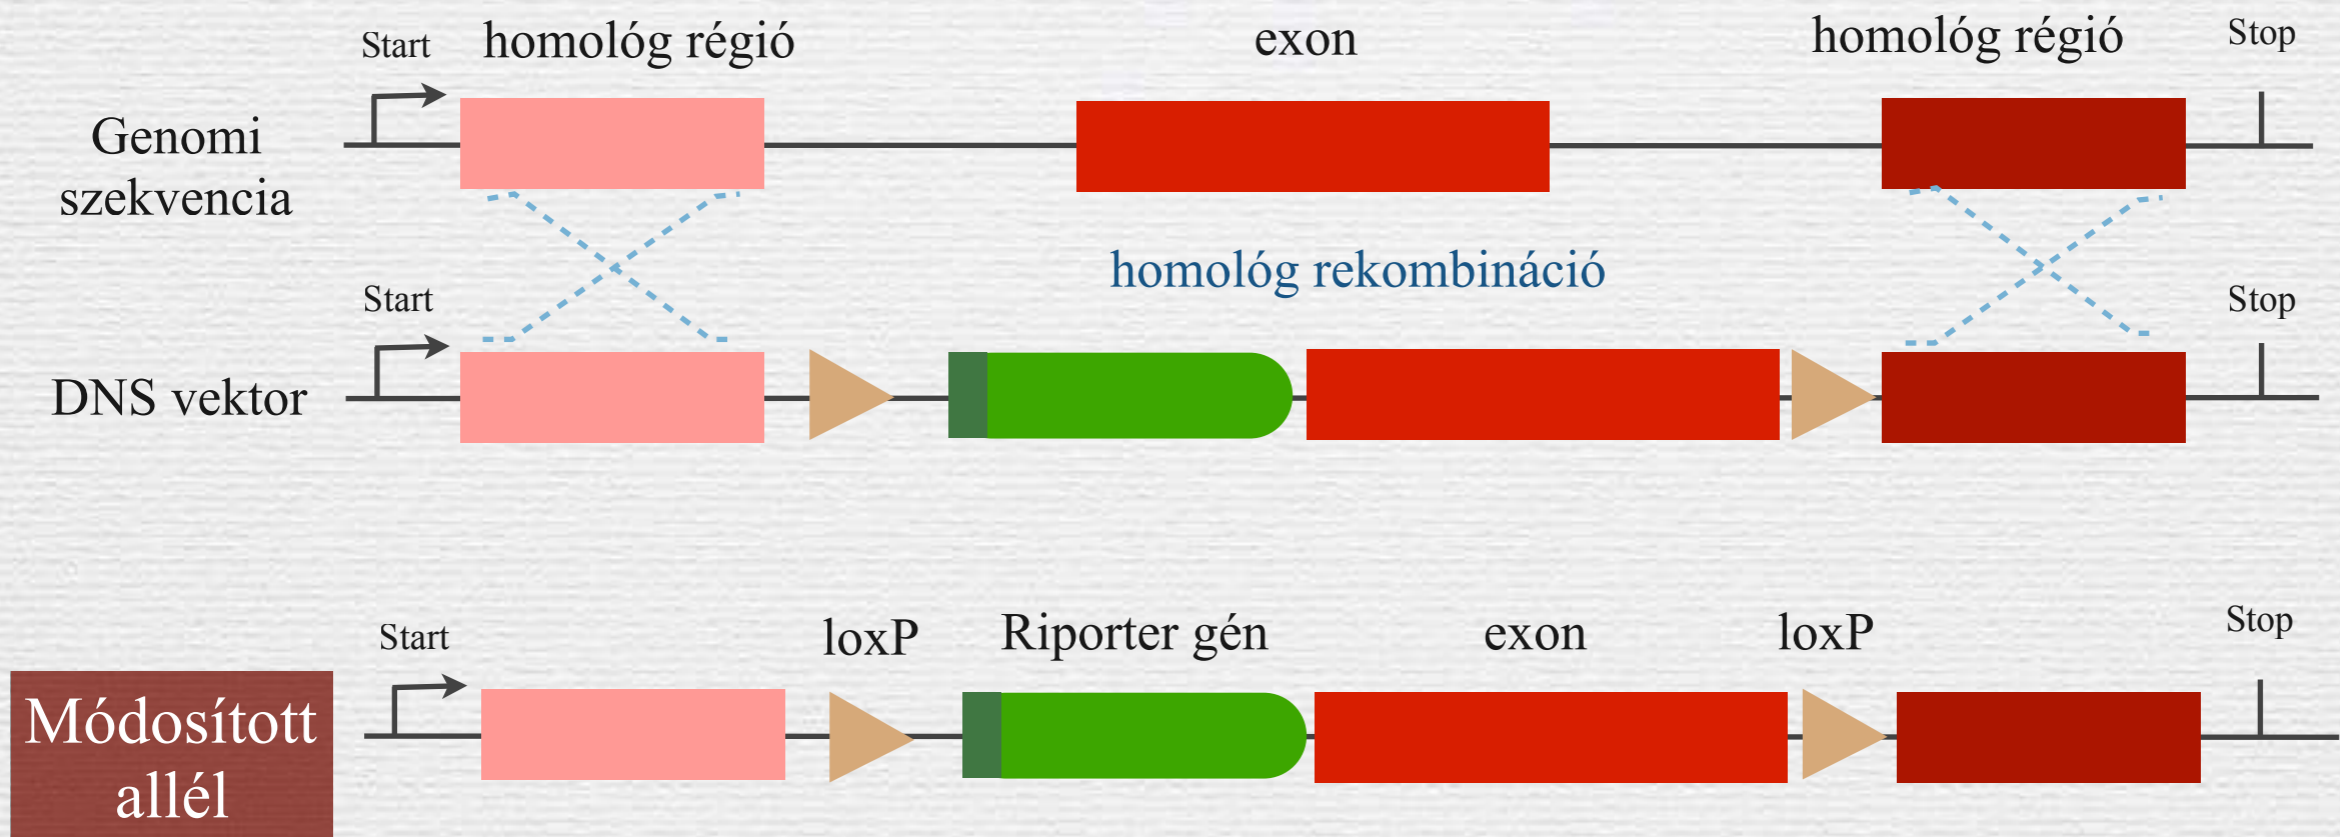 Start
homológ régió
exon
homológ régió
Stop
Genomi
szekvencia
homológ rekombináció
Start
Stop
DNS vektor
Start
loxP
Riporter gén
exon
loxP
Stop
Módosított
allél